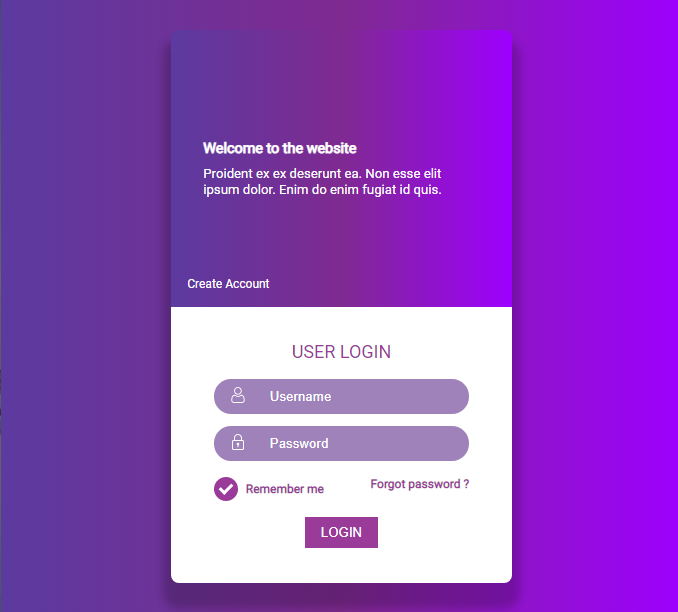 Welcome to the website
Proident ex ex deserunt ea. Non esse elit
ipsum dolor. Enim do enim fugiat id quis.
Create Account
USER LOGIN
Username
Password
Remember me
Forgot password ?
LOGIN